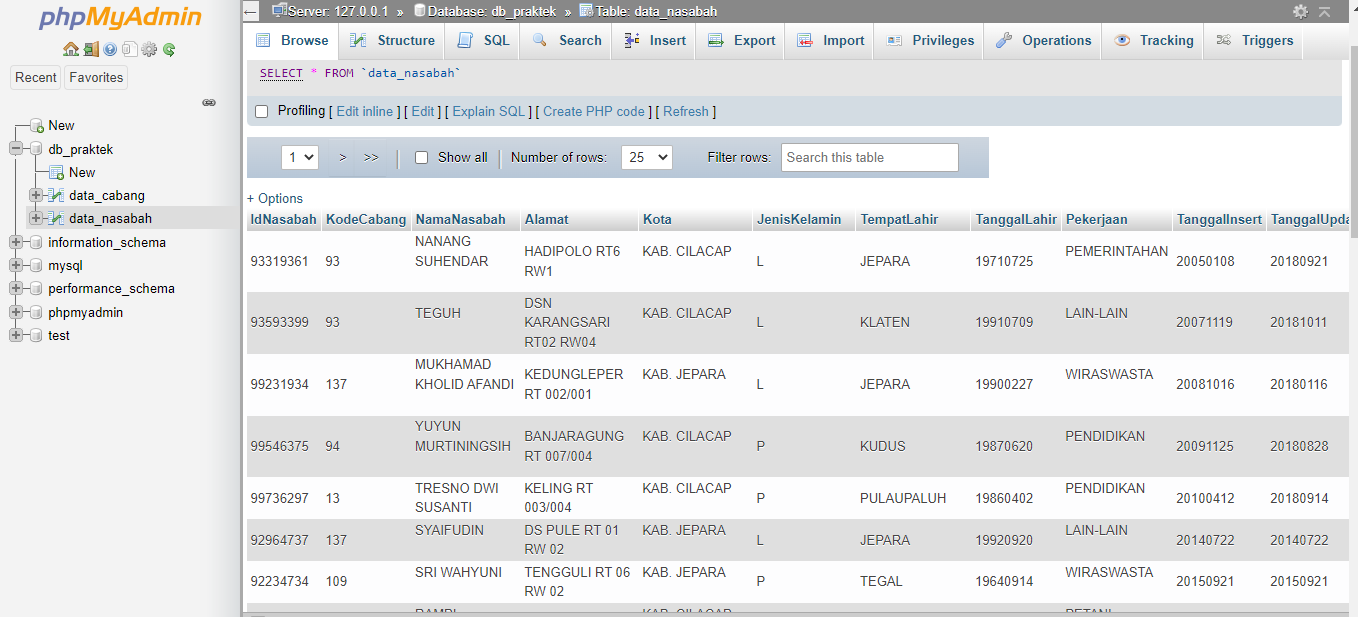 phpMyAdmin
Recent Favorites
New
db_praktek
New
data_cabang
data_nasabah
information_schema
mysql
performance_schema
phpmyadmin
test
Server: 127.0.0.1 » Database: db_praktek » Table: data_nasabah
Browse Structure SQL Search Insert Export Import Privileges Operations Tracking Triggers
SELECT * FROM `data_nasabah`
Profiling [ Edit inline ] [ Edit ] [ Explain SQL ] [ Create PHP code ] [ Refresh ]
1 > >> | Show all | Number of rows: 25 Filter rows: Search this table
+ Options
IdNasabah KodeCabang NamaNasabah Alamat Kota JenisKelamin TempatLahir TanggalLahir Pekerjaan TanggalInsert TanggalUpda
93319361 93 NANANG SUHENDAR HADIPOLO RT6 RW1 KAB. CILACAP L JEPARA 19710725 PEMERINTAHAN 20050108 20180921
93593399 93 TEGUH DSN KARANGSARI RT02 RW04 KAB. CILACAP L KLATEN 19910709 LAIN-LAIN 20071119 20181011
99231934 137 MUKHAMAD KHOLID AFANDI KEDUNGLEPER RT 002/001 KAB. JEPARA L JEPARA 19900227 WIRASWASTA 20081016 20180116
99546375 94 YUYUN MURTININGSIH BANJARAGUNG RT 007/004 KAB. CILACAP P KUDUS 19870620 PENDIDIKAN 20091125 20180828
99736297 13 TRESNO DWI SUSANTI KELING RT 003/004 KAB. CILACAP P PULAUPALUH 19860402 PENDIDIKAN 20100412 20180914
92964737 137 SYAIFUDIN DS PULE RT 01 RW 02 KAB. JEPARA L JEPARA 19920920 LAIN-LAIN 20140722 20140722
92234734 109 SRI WAHYUNI TENGGULI RT 06 RW 02 KAB. JEPARA P TEGAL 19640914 WIRASWASTA 20150921 20150921
KAB. CILACAP PETANI